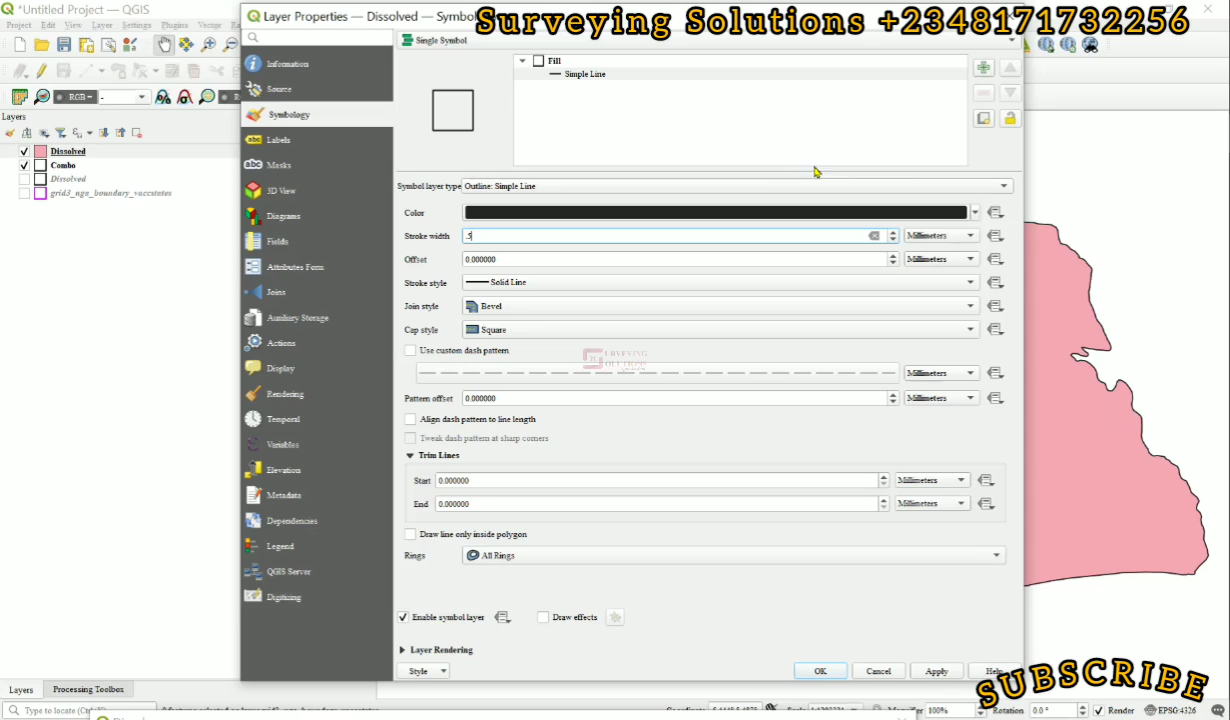 *Untitled Project — QGIS
Layer Properties — Dissolved — Symbol
Surveying Solutions +2348171732256
Project Edit View Layer Settings Plugins Vector
RGB
RGB
Layers
Dissolved
Combo
Dissolved
grid3_nga_boundary_vaccstates
Information
Source
Symbology
Labels
Masks
3D View
Diagrams
Fields
Attributes Form
Joins
Auxiliary Storage
Actions
Display
Rendering
Temporal
Variables
Elevation
Metadata
Dependencies
Legend
QGIS Server
Digitizing
Single Symbol
Fill
Simple Line
Symbol layer type Outline: Simple Line
Color
Stroke width .5 Millimeters
Offset 0.000000 Millimeters
Stroke style Solid Line
Join style Bevel
Cap style Square
Use custom dash pattern
Millimeters
Pattern offset 0.000000 Millimeters
Align dash pattern to line length
Tweak dash pattern at sharp corners
Trim Lines
Start 0.000000 Millimeters
End 0.000000 Millimeters
Draw line only inside polygon
Rings All Rings
Enable symbol layer Draw effects
Layer Rendering
Style OK Cancel Apply Help
SUBSCRIBE
Layers Processing Toolbox
Type to locate (Ctrl
100% Rotation 0.0° Render EPSG:4326